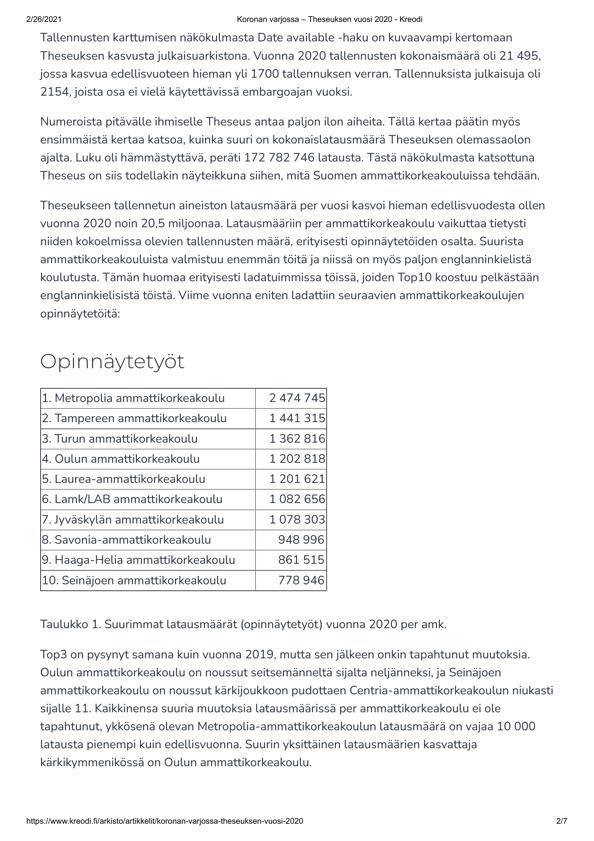 2/26/2021 Koronan varjossa – Theseuksen vuosi 2020 - Kreodi
Tallennusten karttumisen näkökulmasta Date available -haku on kuvaavampi kertomaan
Theseuksen kasvusta julkaisuarkistona. Vuonna 2020 tallennusten kokonaismäärä oli 21 495,
jossa kasvua edellisvuoteen hieman yli 1700 tallennuksen verran. Tallennuksista julkaisuja oli
2154, joista osa ei vielä käytettävissä embargoajan vuoksi.
Numeroista pitävälle ihmiselle Theseus antaa paljon ilon aiheita. Tällä kertaa päätin myös
ensimmäistä kertaa katsoa, kuinka suuri on kokonaislatausmäärä Theseuksen olemassaolon
ajalta. Luku oli hämmästyttävä, peräti 172 782 746 latausta. Tästä näkökulmasta katsottuna
Theseus on siis todellakin näyteikkuna siihen, mitä Suomen ammattikorkeakouluissa tehdään.
Theseukseen tallennetun aineiston latausmäärä per vuosi kasvoi hieman edellisvuodesta ollen
vuonna 2020 noin 20,5 miljoonaa. Latausmääriin per ammattikorkeakoulu vaikuttaa tietysti
niiden kokoelmissa olevien tallennusten määrä, erityisesti opinnäytetöiden osalta. Suurista
ammattikorkeakouluista valmistuu enemmän töitä ja niissä on myös paljon englanninkielistä
koulutusta. Tämän huomaa erityisesti ladatuimmissa töissä, joiden Top10 koostuu pelkästään
englanninkielisistä töistä. Viime vuonna eniten ladattiin seuraavien ammattikorkeakoulujen
opinnäytetöitä:
Opinnäytetyöt
1. Metropolia ammattikorkeakoulu 2 474 745
2. Tampereen ammattikorkeakoulu 1 441 315
3. Turun ammattikorkeakoulu 1 362 816
4. Oulun ammattikorkeakoulu 1 202 818
5. Laurea-ammattikorkeakoulu 1 201 621
6. Lamk/LAB ammattikorkeakoulu 1 082 656
7. Jyväskylän ammattikorkeakoulu 1 078 303
8. Savonia-ammattikorkeakoulu 948 996
9. Haaga-Helia ammattikorkeakoulu 861 515
10. Seinäjoen ammattikorkeakoulu 778 946
Taulukko 1. Suurimmat latausmäärät (opinnäytetyöt) vuonna 2020 per amk.
Top3 on pysynyt samana kuin vuonna 2019, mutta sen jälkeen onkin tapahtunut muutoksia.
Oulun ammattikorkeakoulu on noussut seitsemänneltä sijalta neljänneksi, ja Seinäjoen
ammattikorkeakoulu on noussut kärkijoukkoon pudottaen Centria-ammattikorkeakoulun niukasti
sijalle 11. Kaikkinensa suuria muutoksia latausmäärissä per ammattikorkeakoulu ei ole
tapahtunut, ykkösenä olevan Metropolia-ammattikorkeakoulun latausmäärä on vajaa 10 000
latausta pienempi kuin edellisvuonna. Suurin yksittäinen latausmäärien kasvattaja
kärkikymmenikössä on Oulun ammattikorkeakoulu.
https://www.kreodi.fi/arkisto/artikkelit/koronan-varjossa-theseuksen-vuosi-2020 2/7